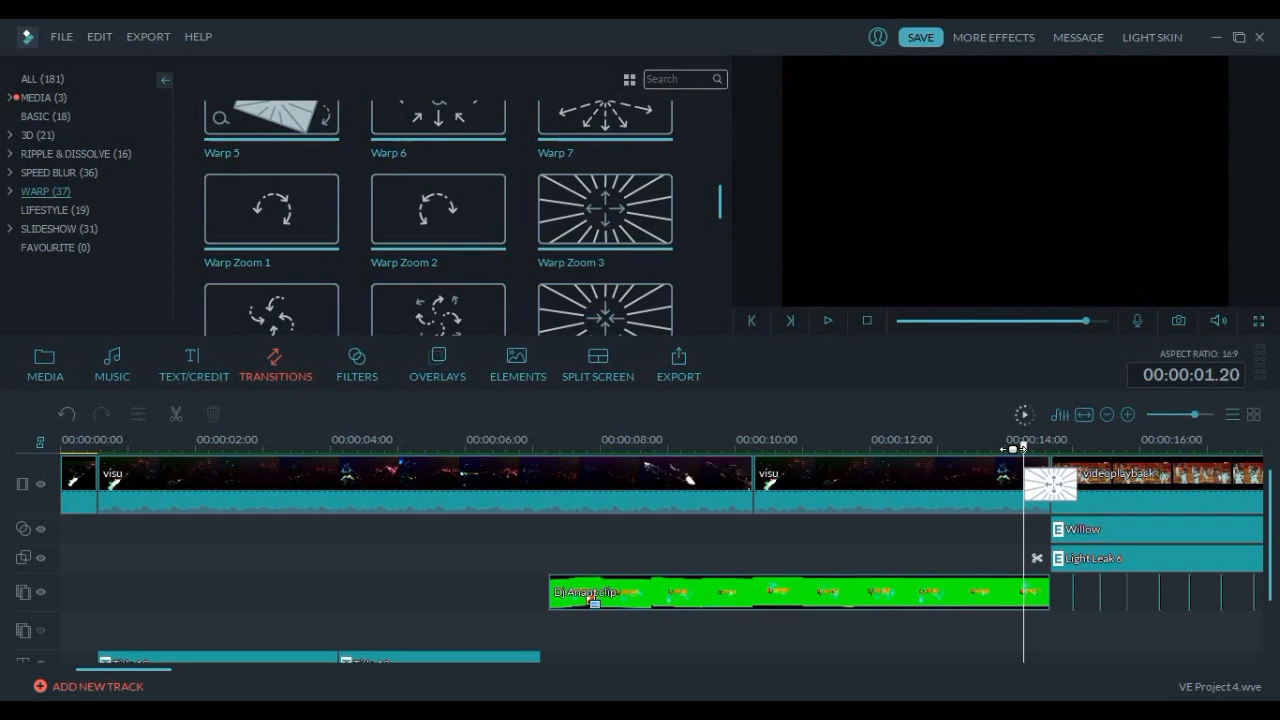 FILE EDIT EXPORT HELP
SAVE MORE EFFECTS MESSAGE LIGHT SKIN
ALL (181)
MEDIA (3)
BASIC (18)
3D (21)
RIPPLE & DISSOLVE (16)
SPEED BLUR (36)
WARP (37)
LIFESTYLE (19)
SLIDESHOW (31)
FAVOURITE (0)
Search
Warp 5 Warp 6 Warp 7
Warp Zoom 1 Warp Zoom 2 Warp Zoom 3
MEDIA MUSIC TEXT/CREDIT TRANSITIONS FILTERS OVERLAYS ELEMENTS SPLIT SCREEN EXPORT
ASPECT RATIO: 16:9
00:00:01.20
00:00:00:00 00:00:02:00 00:00:04:00 00:00:06:00 00:00:08:00 00:00:10:00 00:00:12:00 00:00:14:00 00:00:16:00
visu visu videoplayback
E Willow
E Light Leak 6
Dj Anant clip
ADD NEW TRACK
VE Project 4.wve